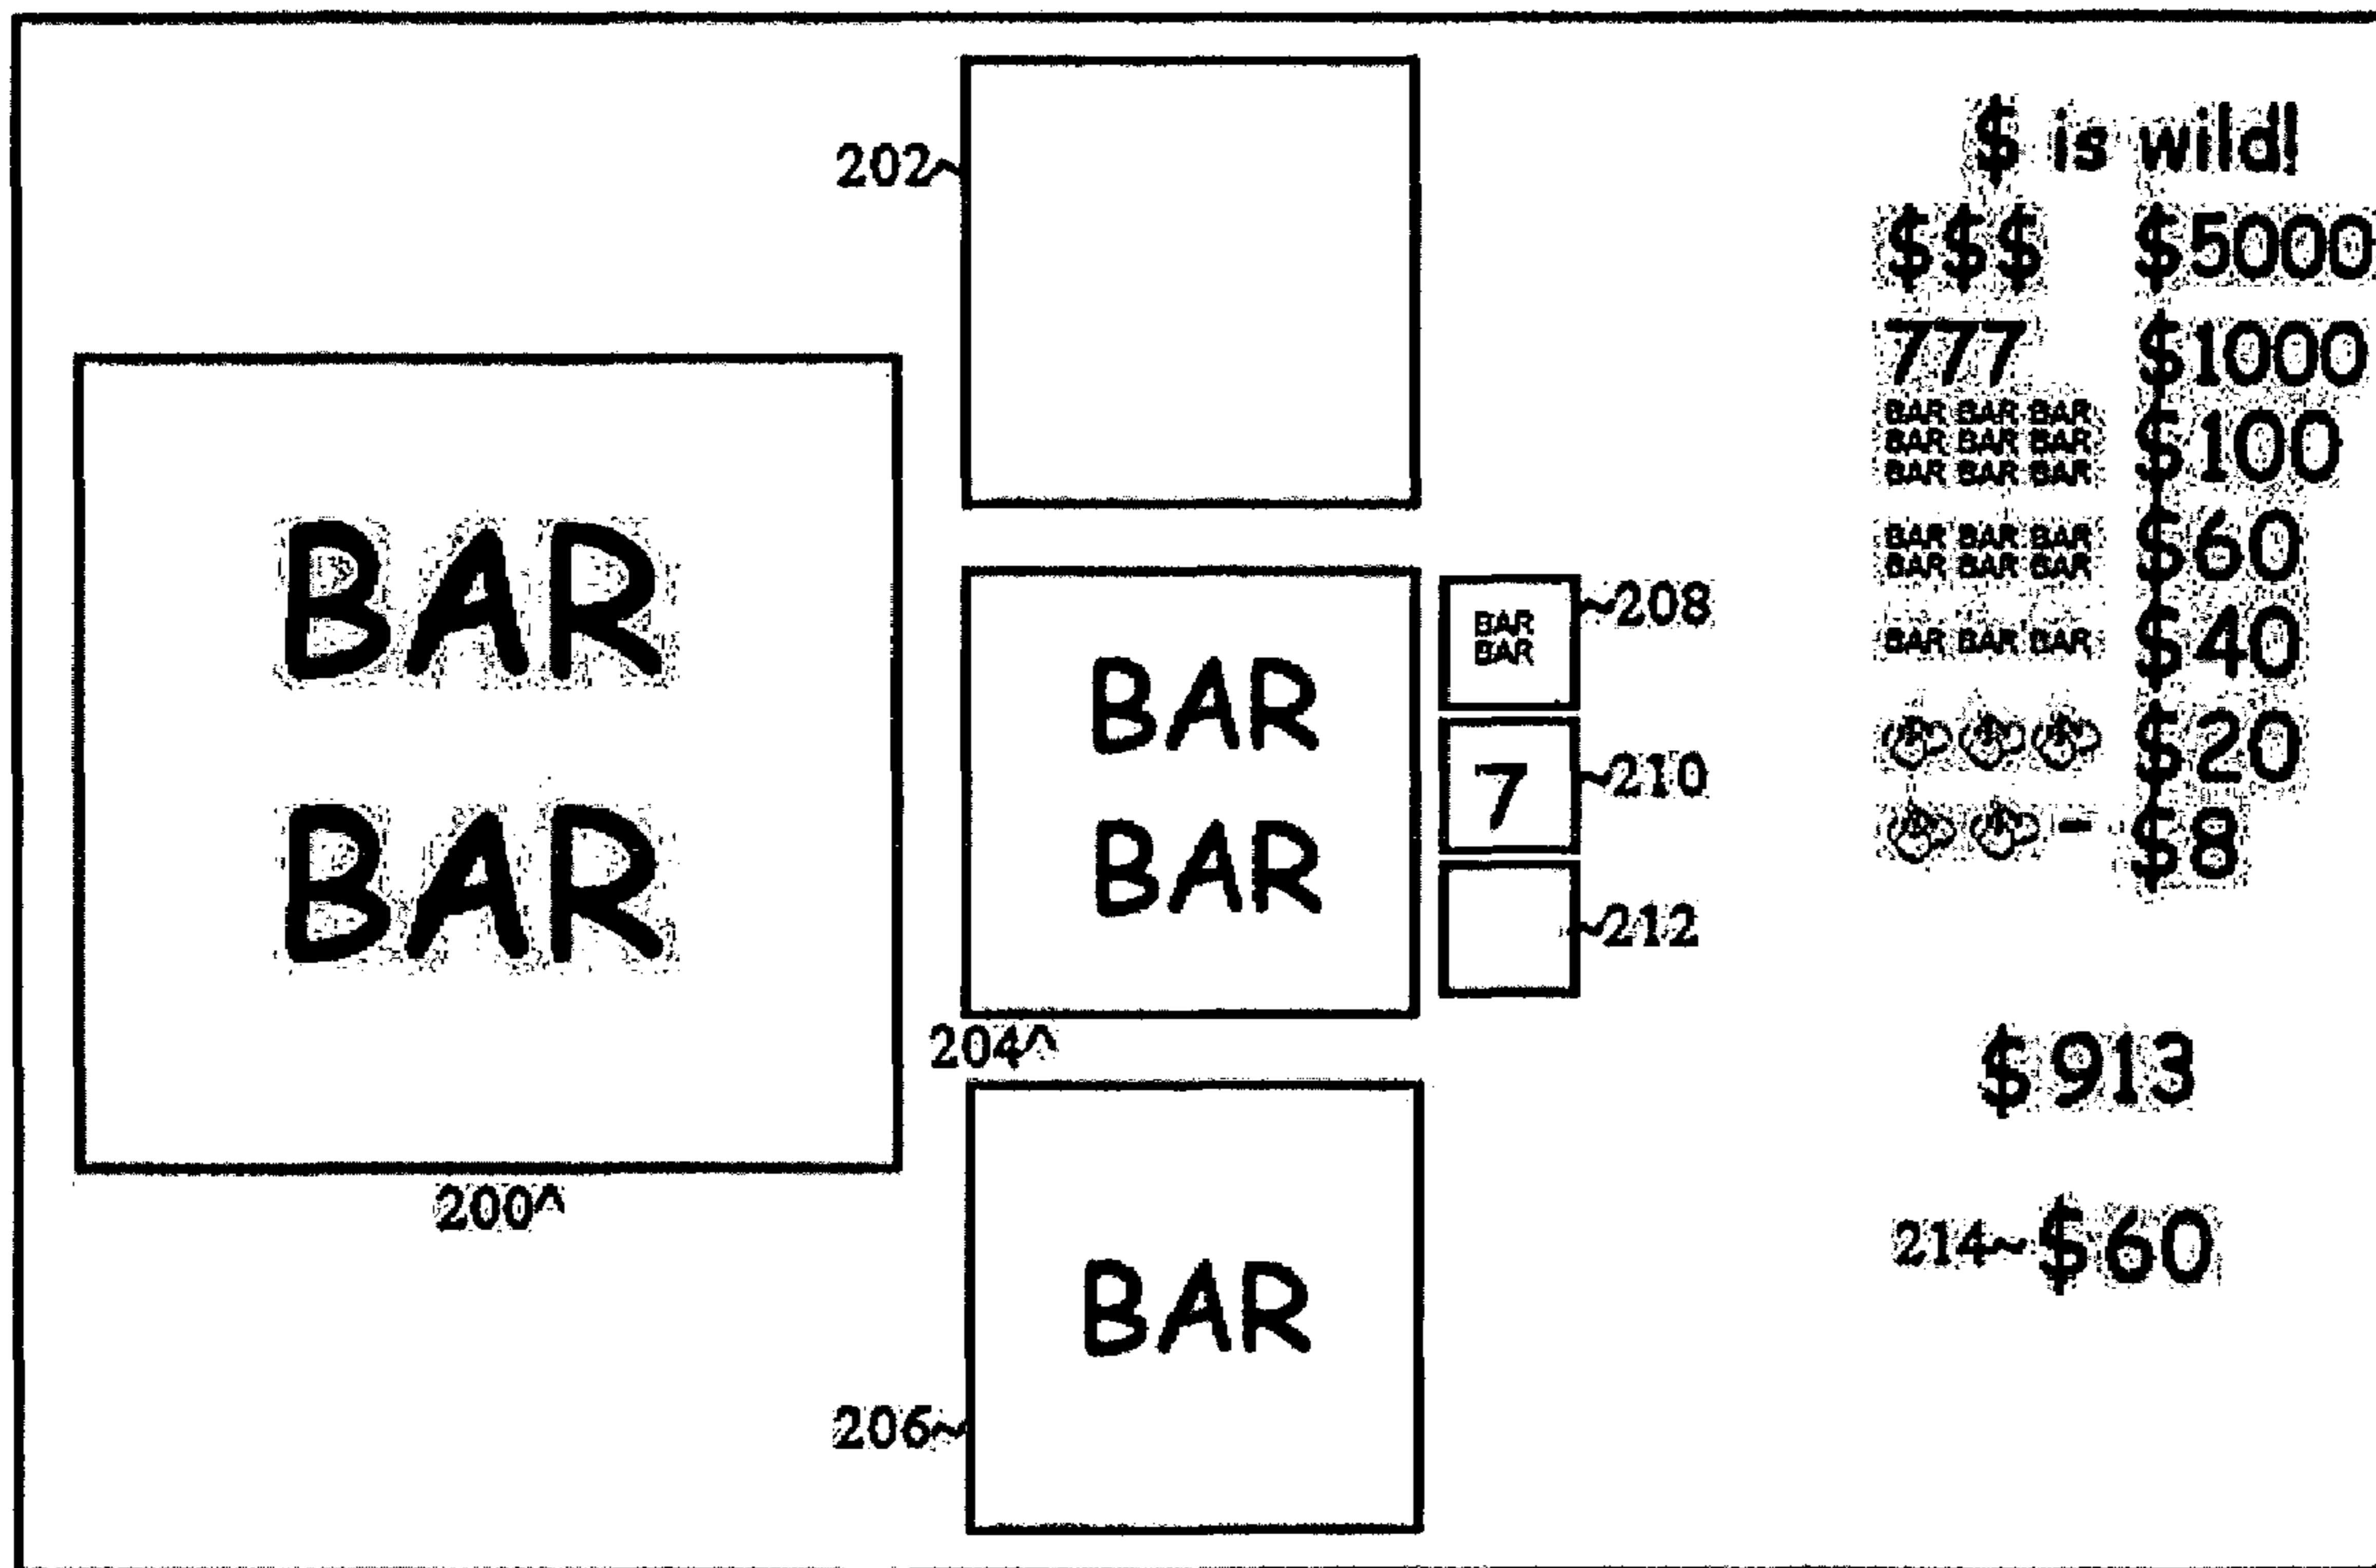 202~
BAR
BAR
200^
BAR
BAR
204^
BAR
206~
BAR
BAR
~208
7
~210
~212
$ is wild!
$$$ $5000
777 $1000
BAR BAR BAR
BAR BAR BAR $100
BAR BAR BAR
BAR BAR BAR $60
BAR BAR BAR
BAR BAR BAR $40
$20
- $8
$913
214~$60